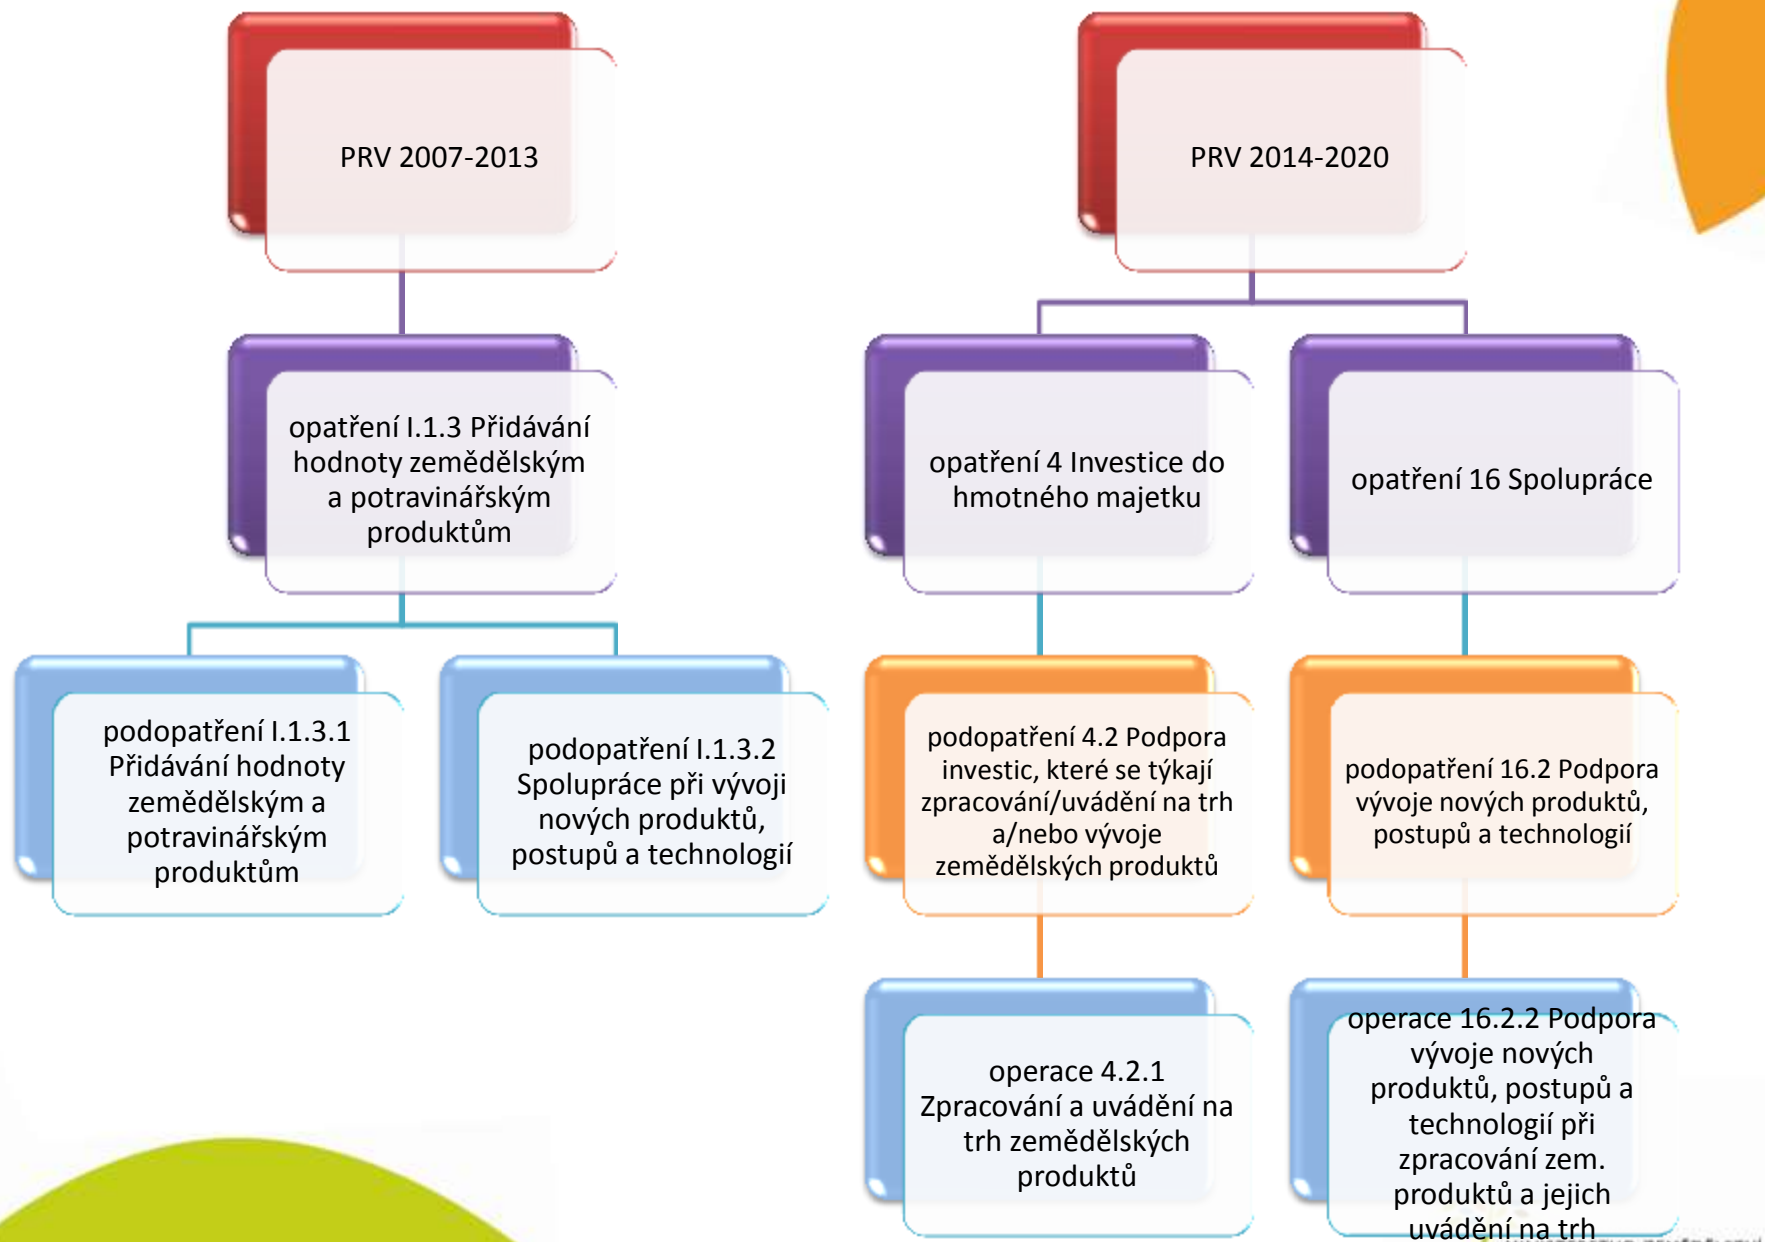 PRV 2007-2013
opatření I.1.3 Přidávání
hodnoty zemědělským
a potravinářským
produktům
podopatření I.1.3.1
Přidávání hodnoty
zemědělským a
potravinářským
produktům
podopatření I.1.3.2
Spolupráce při vývoji
nových produktů,
postupů a technologií
PRV 2014-2020
opatření 4 Investice do
hmotného majetku
podopatření 4.2 Podpora
investic, které se týkají
zpracování/uvádění na trh
a/nebo vývoje
zemědělských produktů
operace 4.2.1
Zpracování a uvádění na
trh zemědělských
produktů
opatření 16 Spolupráce
podopatření 16.2 Podpora
vývoje nových produktů,
postupů a technologií
operace 16.2.2 Podpora
vývoje nových
produktů, postupů a
technologií při
zpracování zem.
produktů a jejich
uvádění na trh